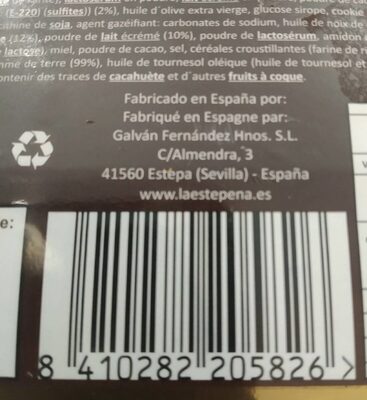 (E-220) (sulfites)) (2%), huile d'olive extra vierge, glucose sirope, cookie
de soja, agent gazéifiant: carbonates de sodium, huile de noix de
(12%), poudre de lait écrémé (10%), poudre de lactosérum, amidon
lactose), miel, poudre de cacao, sel, céréales croustillantes (farine de
de terre (99%), huile de tournesol oléique (huile de tournesol et
contenir des traces de cacahuète et d'autres fruits à coque.
Fabricado en España por:
Fabriqué en Espagne par:
Galván Fernández Hnos. S.L.
C/Almendra, 3
41560 Estepa (Sevilla) - España
www.laestepena.es
8 410282 205826 >